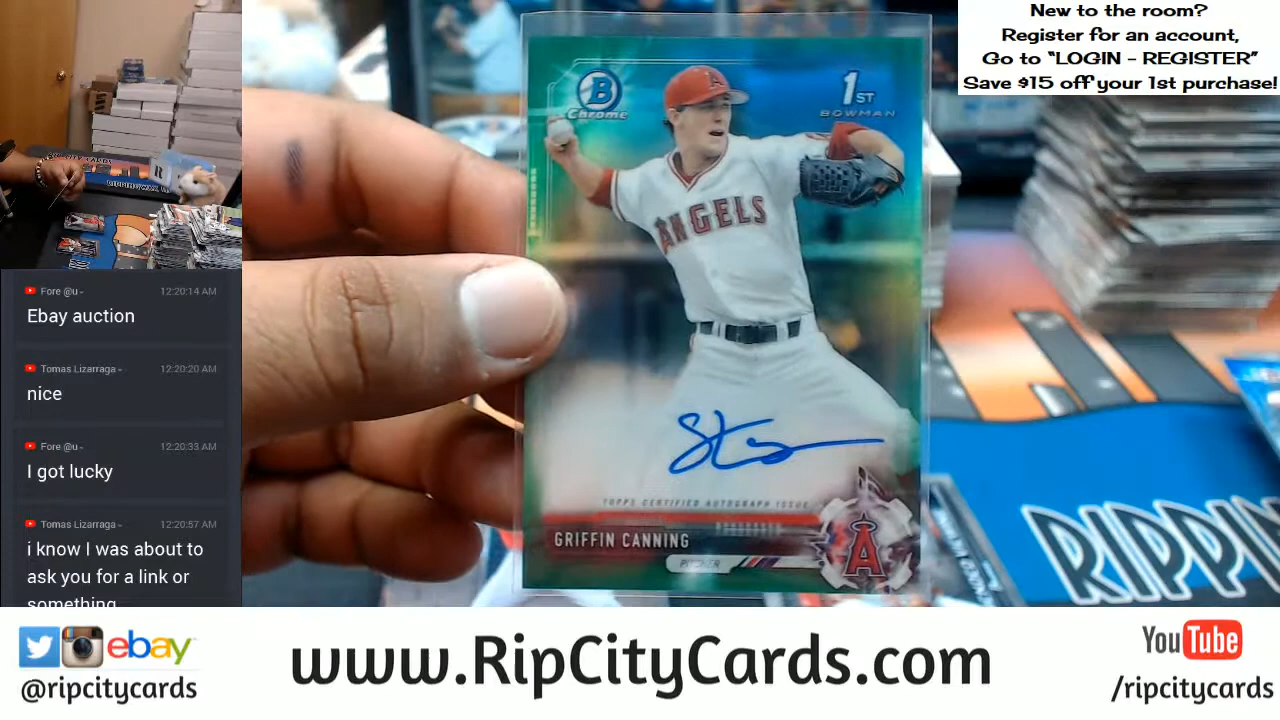 New to the room?
Register for an account,
Go to “LOGIN - REGISTER”
Save $15 off your 1st purchase!
Fore @u
12:20:14 AM
Ebay auction
Tomas Lizarraga
12:20:20 AM
nice
Fore @u
12:20:33 AM
I got lucky
Tomas Lizarraga
12:20:57 AM
i know I was about to
ask you for a link or
something
B
Chrome
1ST
BOWMAN
ANGELS
TOPPS CERTIFIED AUTOGRAPH ISSUE
GRIFFIN CANNING
PITCHER
A
RIPPIN
ebay
@ripcitycards
www.RipCityCards.com
YouTube
/ripcitycards